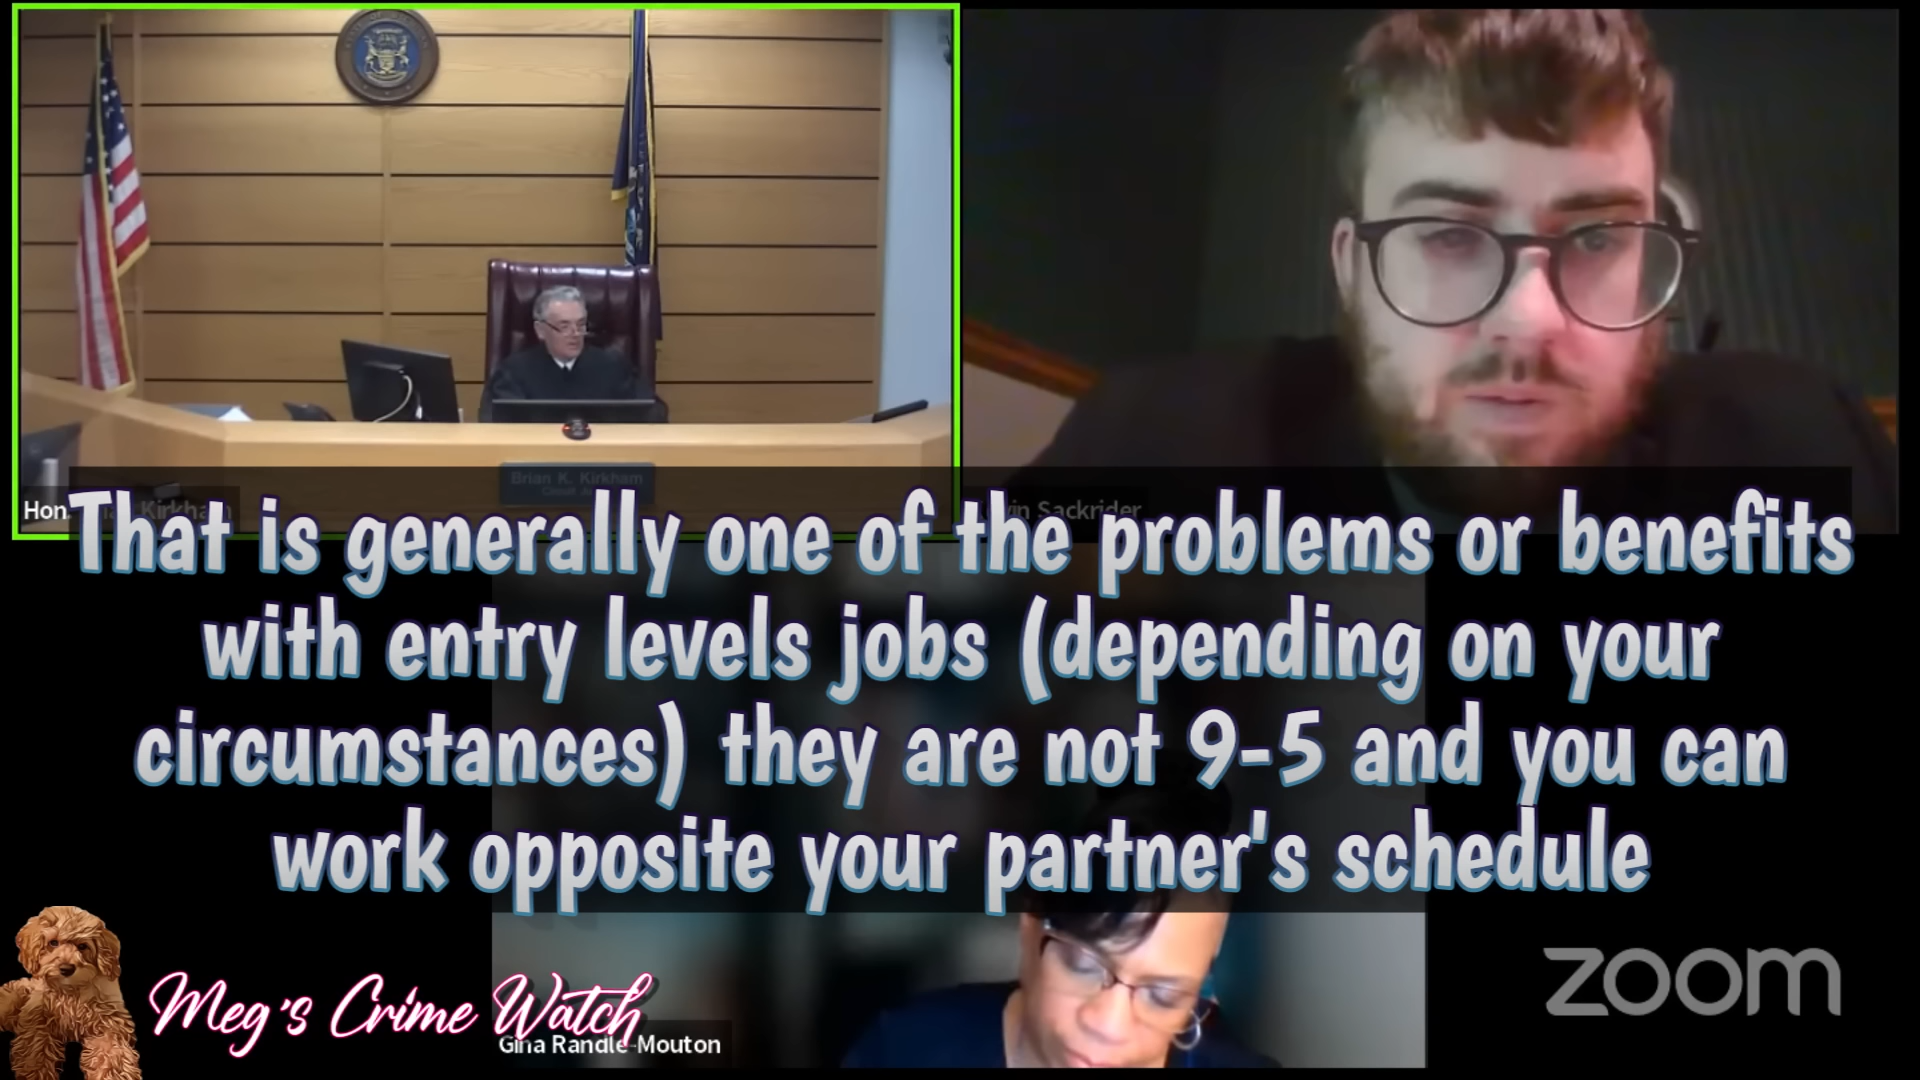 Brian K. Kirkham
Hon. Kirkham
Sackrider
That is generally one of the problems or benefits
with entry levels jobs (depending on your
circumstances) they are not 9-5 and you can
work opposite your partner's schedule
Meg's Crime Watch
Gina Randle-Mouton
zoom